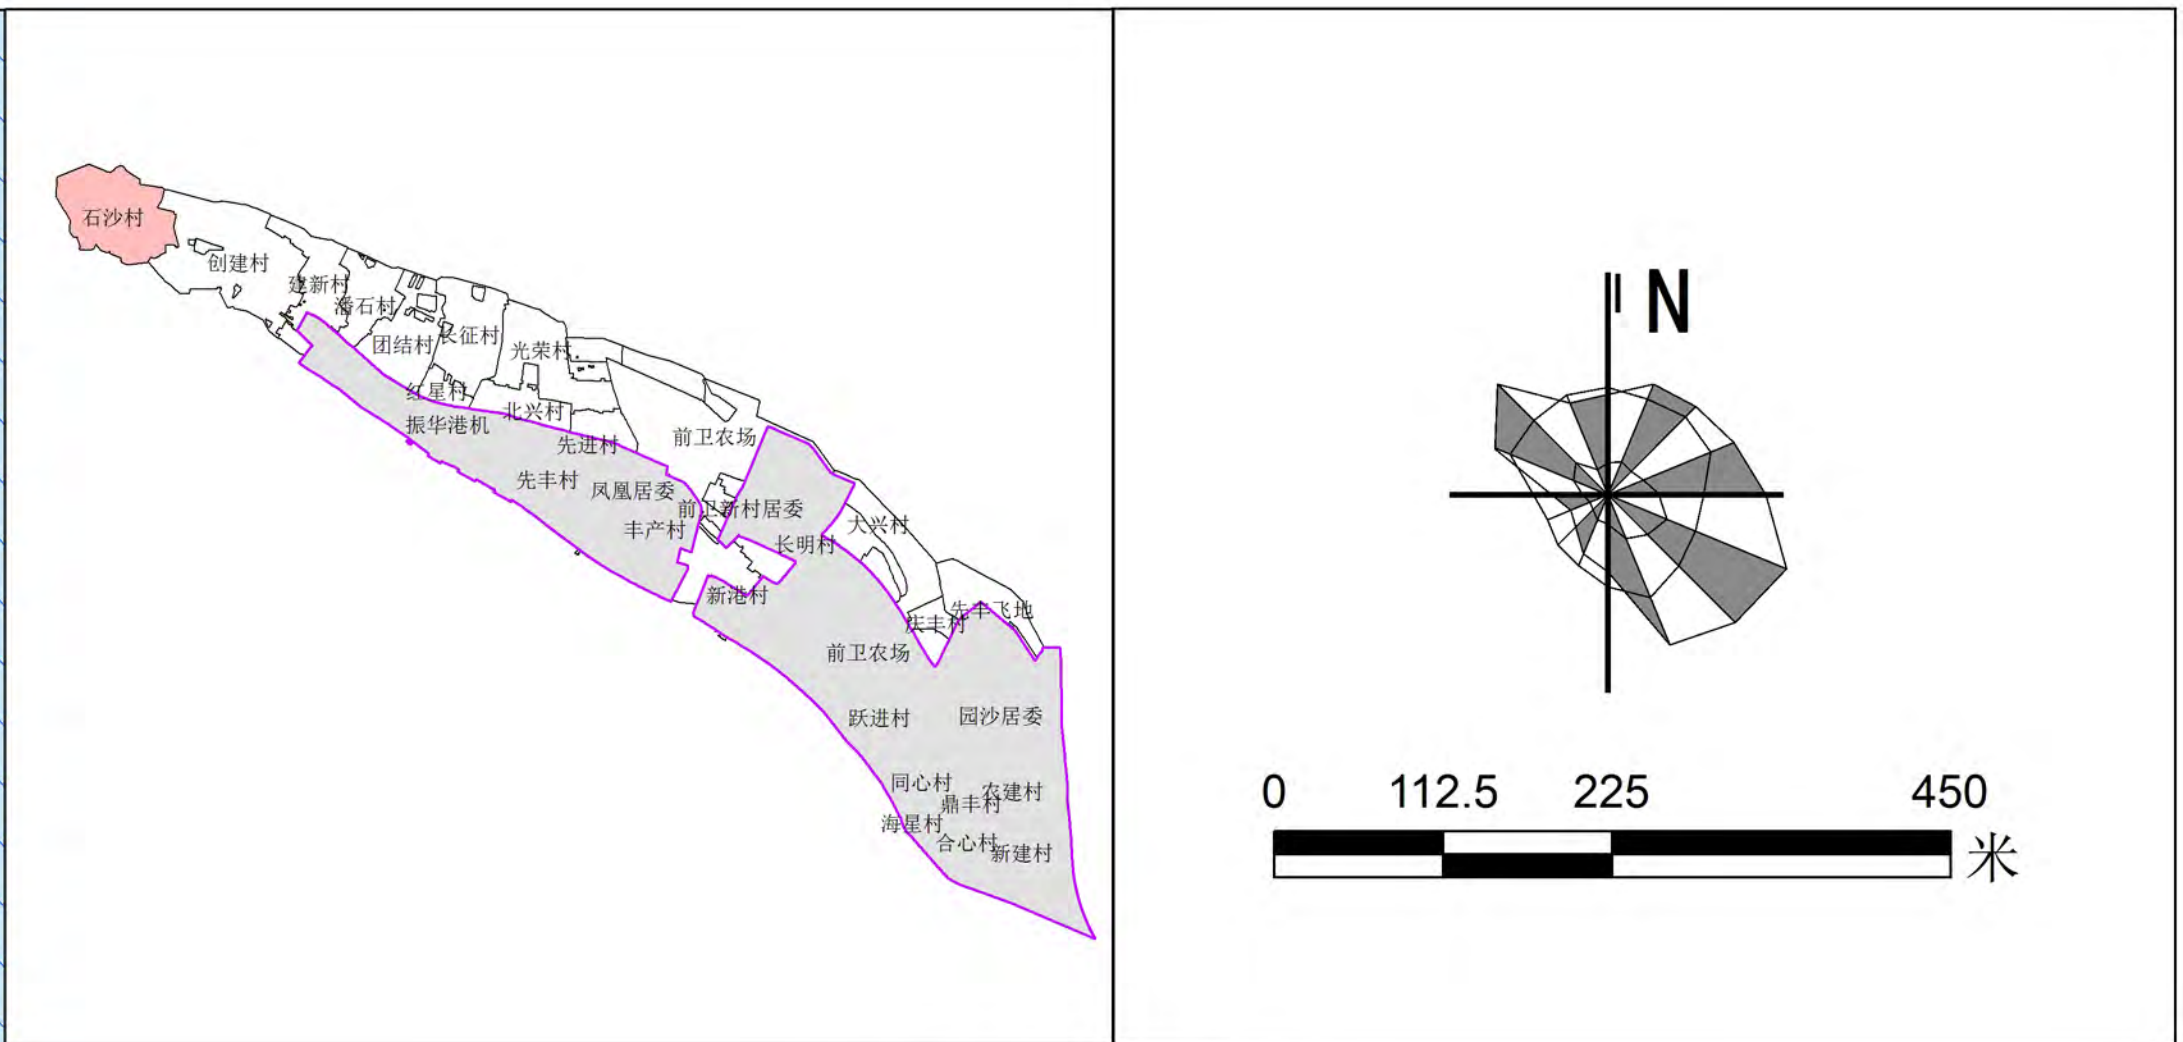 石沙村
创建村
建新村
潘石村
团结村
长征村
光荣村
红星村
北兴村
振华港机
先进村
前卫农场
先丰村
凤凰居委
前卫新村居委
丰产村
长明村
大兴村
新港村
庆丰村
先丰飞地
前卫农场
跃进村
园沙居委
同心村
农建村
鼎丰村
海星村
合心村
新建村
N
0 112.5 225 450
米